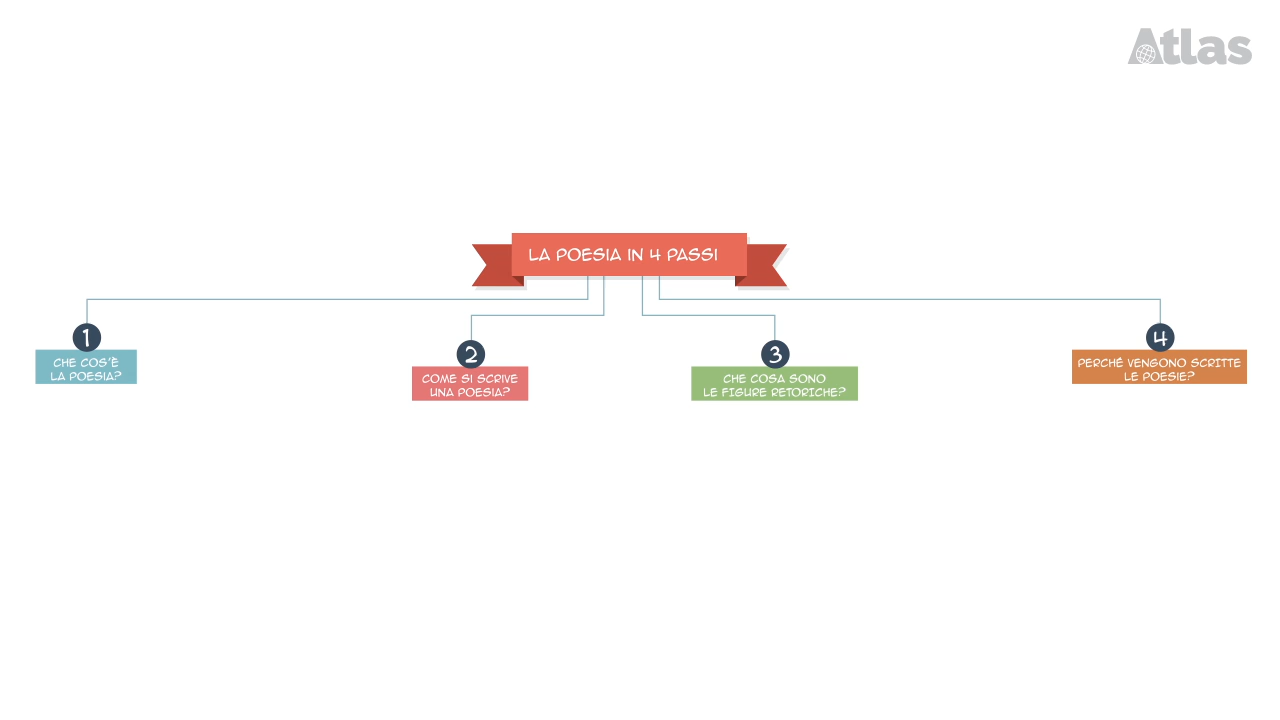 Atlas
LA POESIA IN 4 PASSI
1
CHE COS'È
LA POESIA?
2
COME SI SCRIVE
UNA POESIA?
3
CHE COSA SONO
LE FIGURE RETORICHE?
4
PERCHÉ VENGONO SCRITTE
LE POESIE?